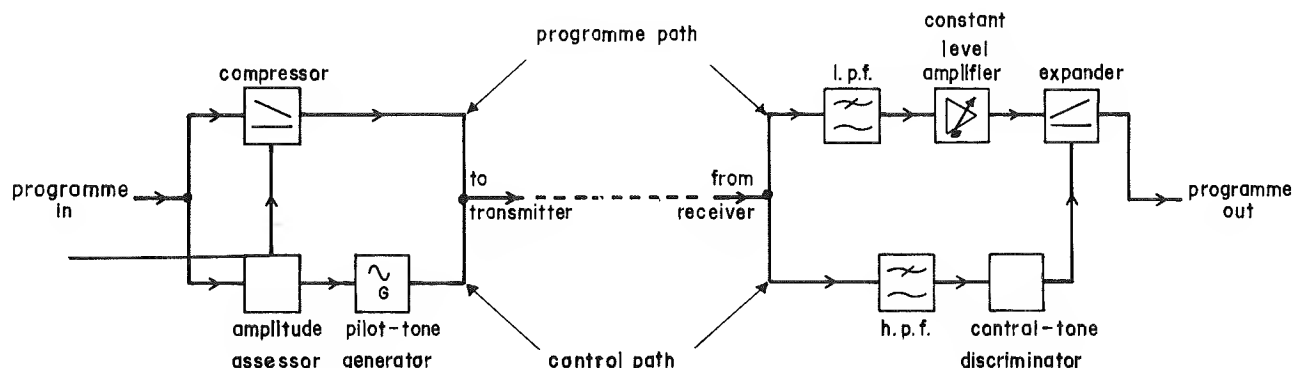 programme path
constant
level
amplifier
compressor
l. p. f.
expander
programme
in
to
transmitter
from
receiver
programme
out
G
amplitude
assessor
pilot-tone
generator
control path
h. p. f.
control-tone
discriminator